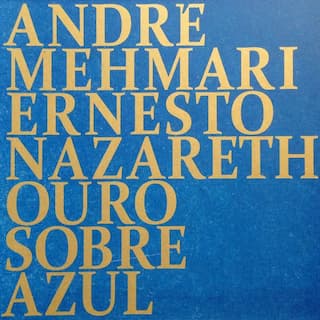 ANDRÉ
MEHMARI
ERNESTO
NAZARETH
OURO
SOBRE
AZUL